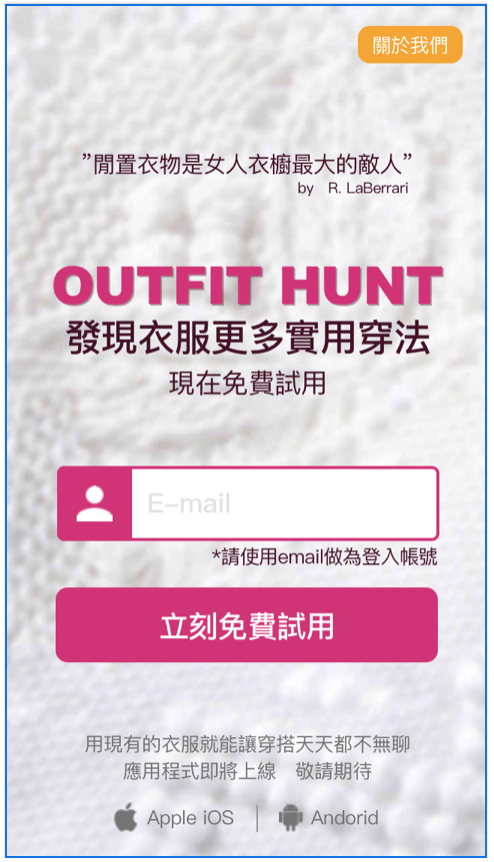 關於我們
”閒置衣物是女人衣櫥最大的敵人”
by R. LaBerrari
OUTFIT HUNT
發現衣服更多實用穿法
現在免費試用
E-mail
*請使用email做為登入帳號
立刻免費試用
用現有的衣服就能讓穿搭天天都不無聊
應用程式即將上線 敬請期待
Apple iOS | Andorid